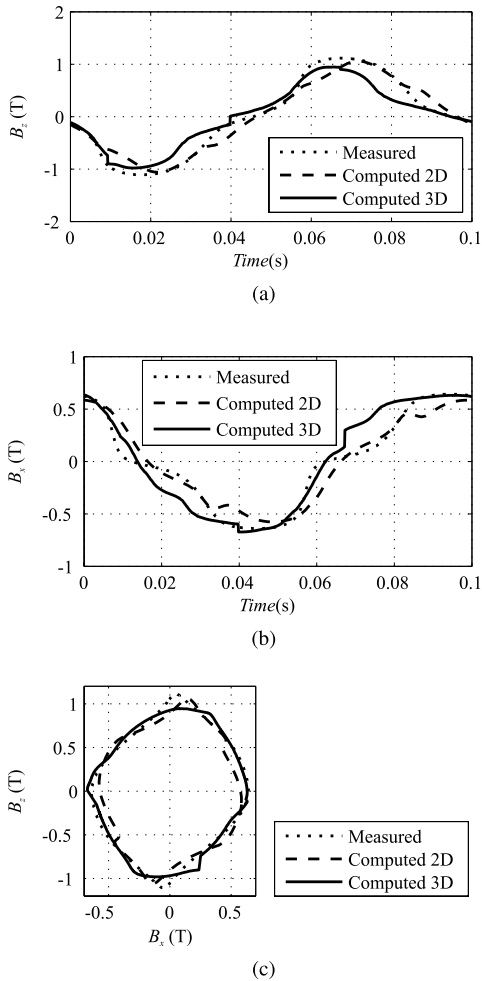 2
1
0
-1
-2
B_z (T)
Measured
Computed 2D
Computed 3D
0 0.02 0.04 0.06 0.08 0.1
Time(s)
(a)
1
0.5
0
-0.5
-1
B_x (T)
Measured
Computed 2D
Computed 3D
0 0.02 0.04 0.06 0.08 0.1
Time(s)
(b)
1
0.5
0
-0.5
-1
B_z (T)
-0.5 0 0.5
B_x (T)
Measured
Computed 2D
Computed 3D
(c)